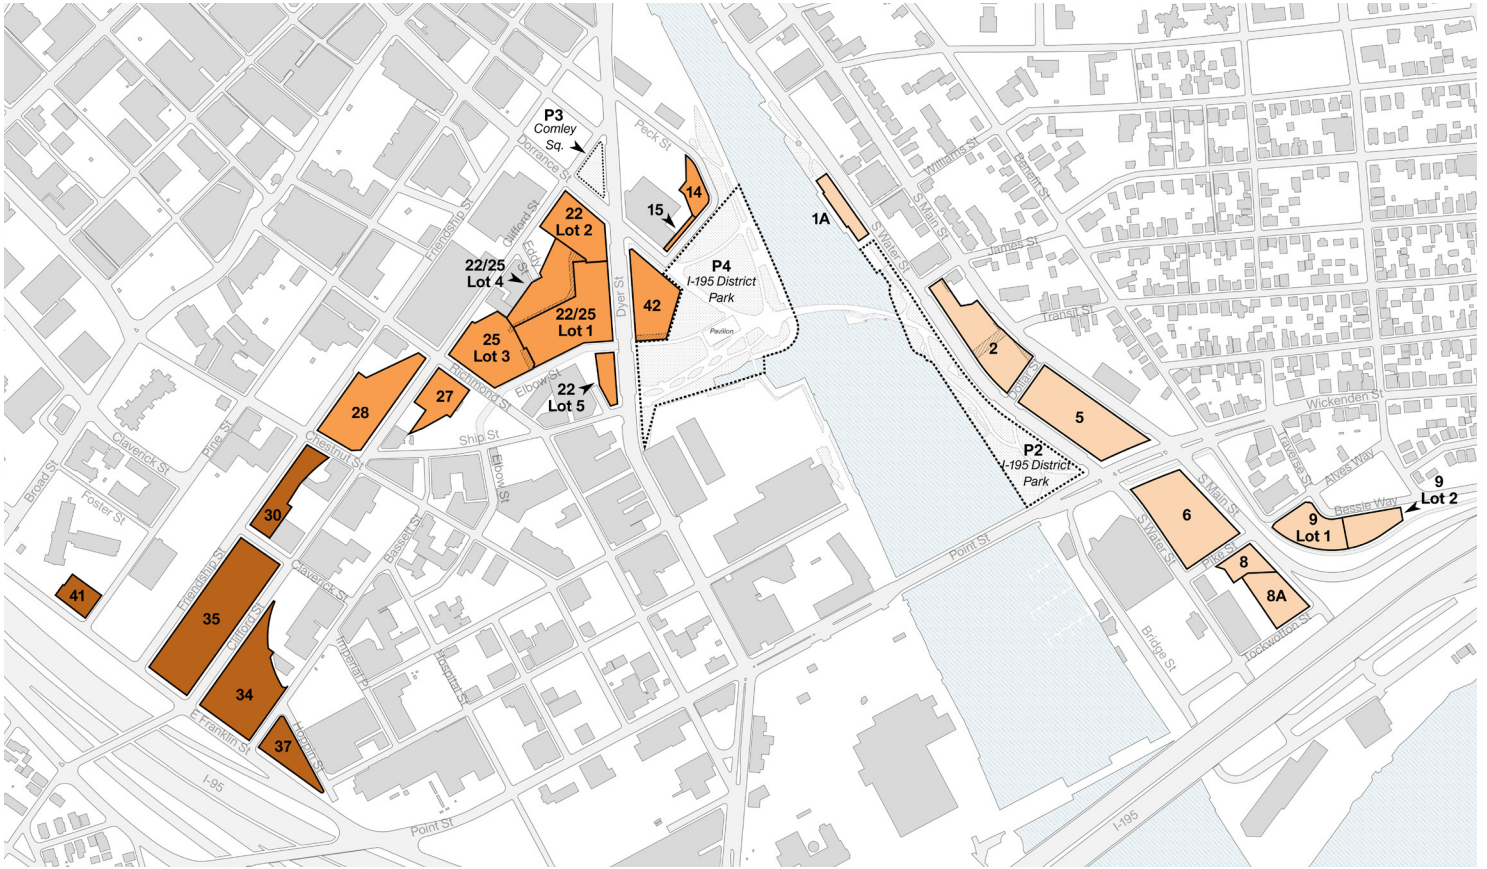 P3
Comley
Sq.
Peck St
Dorrance St
Williams St
Benefit St
14
15
1A
S Main St
S Water St
James St
Friendship St
Clifford St
Eddy
St
22
Lot 2
22/25
Lot 4
P4
I-195 District
Park
Dyer St
42
22/25
Lot 1
Pavilion
25
Lot 3
Transit St
2
Dollar St
Richmond St
Elbow St
22
Lot 5
27
28
5
Wickenden St
Chestnut St
Ship St
Elbow St
Claverick St
Pine St
Broad St
Foster St
P2
I-195 District
Park
Traverse St
Alves Way
9
Lot 2
Bessie Way
9
Lot 1
S Main St
6
S Water St
Pike St
8
8A
30
Bassett St
Point St
Friendship St
Claverick St
41
35
Clifford St
Imperial Pl
Hospital St
Bridge St
Tockwotton St
34
E Franklin St
37
Hoppin St
I-95
Point St
I-195